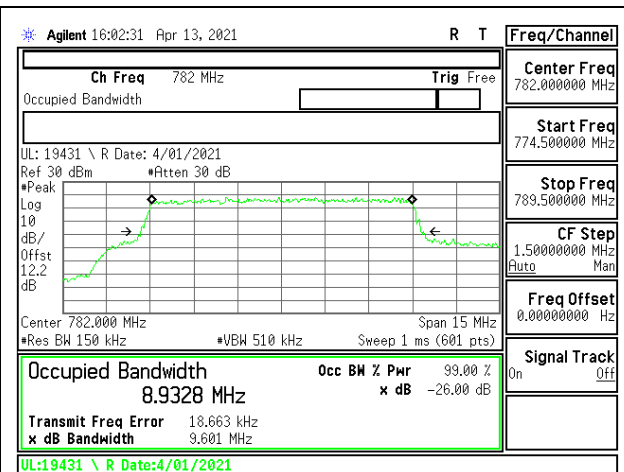 Agilent 16:02:31 Apr 13, 2021 R T
Freq/Channel
Ch Freq 782 MHz Trig Free
Occupied Bandwidth
Center Freq
782.000000 MHz
Start Freq
774.500000 MHz
Stop Freq
789.500000 MHz
CF Step
1.50000000 MHz
Auto Man
Freq Offset
0.00000000 Hz
Signal Track
On Off
UL: 19431 \ R Date: 4/01/2021
Ref 30 dBm #Atten 30 dB
#Peak
Log
10
dB/
Offst
12.2
dB
Center 782.000 MHz Span 15 MHz
#Res BW 150 kHz #VBW 510 kHz Sweep 1 ms (601 pts)
Occupied Bandwidth Occ BW % Pwr 99.00 %
8.9328 MHz x dB -26.00 dB
Transmit Freq Error 18.663 kHz
x dB Bandwidth 9.601 MHz
UL:19431 \ R Date:4/01/2021